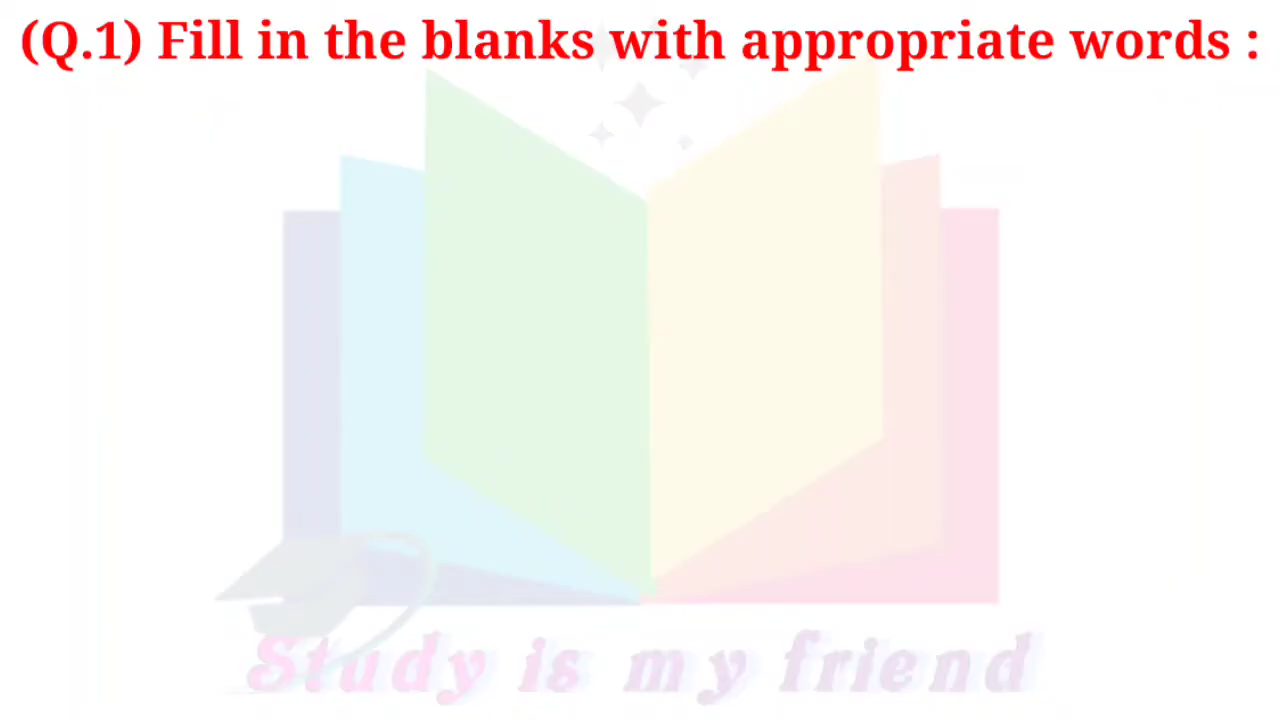 (Q.1) Fill in the blanks with appropriate words :
Study is my friend